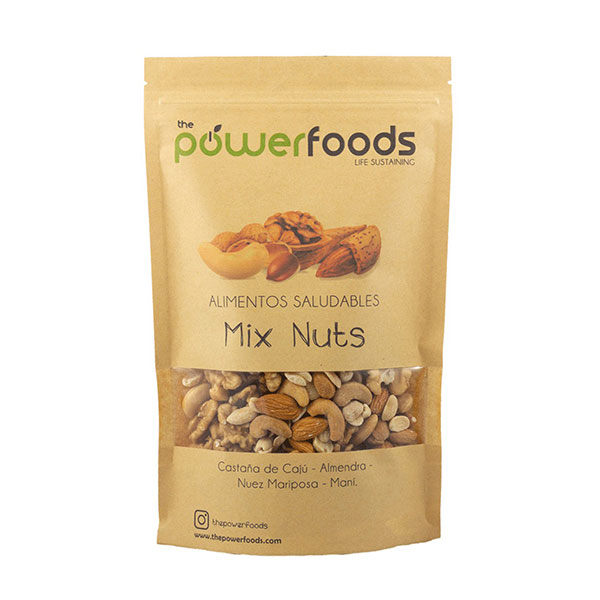 the
powerfoods
LIFE SUSTAINING
ALIMENTOS SALUDABLES
Mix Nuts
Castaña de Cajú - Almendra -
Nuez Mariposa - Maní.
thepowerfoods
www.thepowerfoods.com